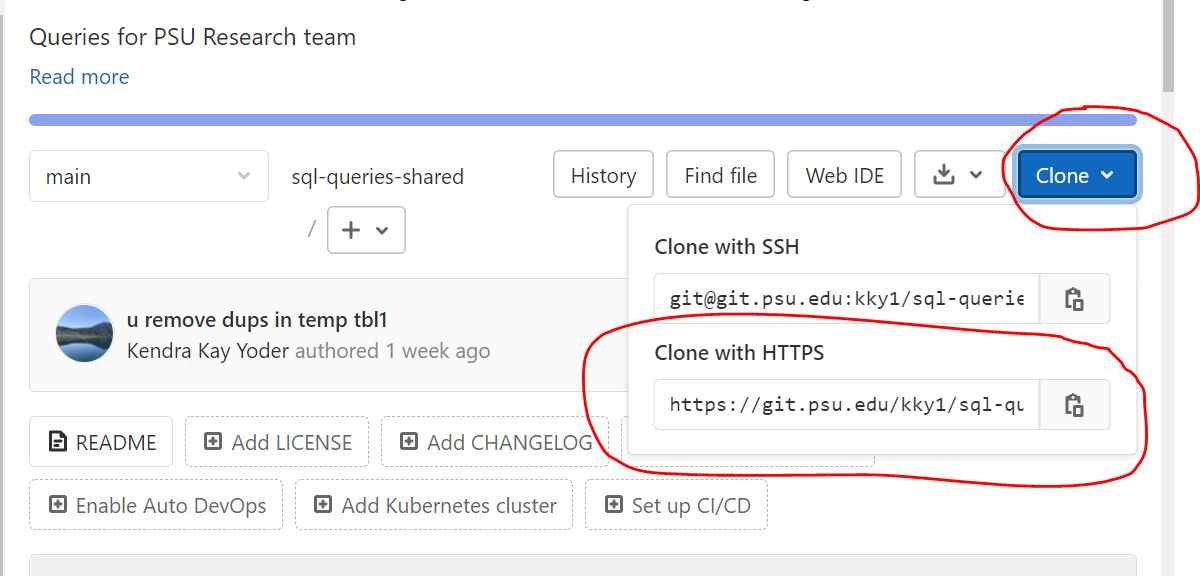 Queries for PSU Research team
Read more
main
sql-queries-shared
History
Find file
Web IDE
Clone
/
+
Clone with SSH
git@git.psu.edu:kky1/sql-querie
u remove dups in temp tbl1
Kendra Kay Yoder authored 1 week ago
Clone with HTTPS
https://git.psu.edu/kky1/sql-qu
README
Add LICENSE
Add CHANGELOG
Enable Auto DevOps
Add Kubernetes cluster
Set up CI/CD